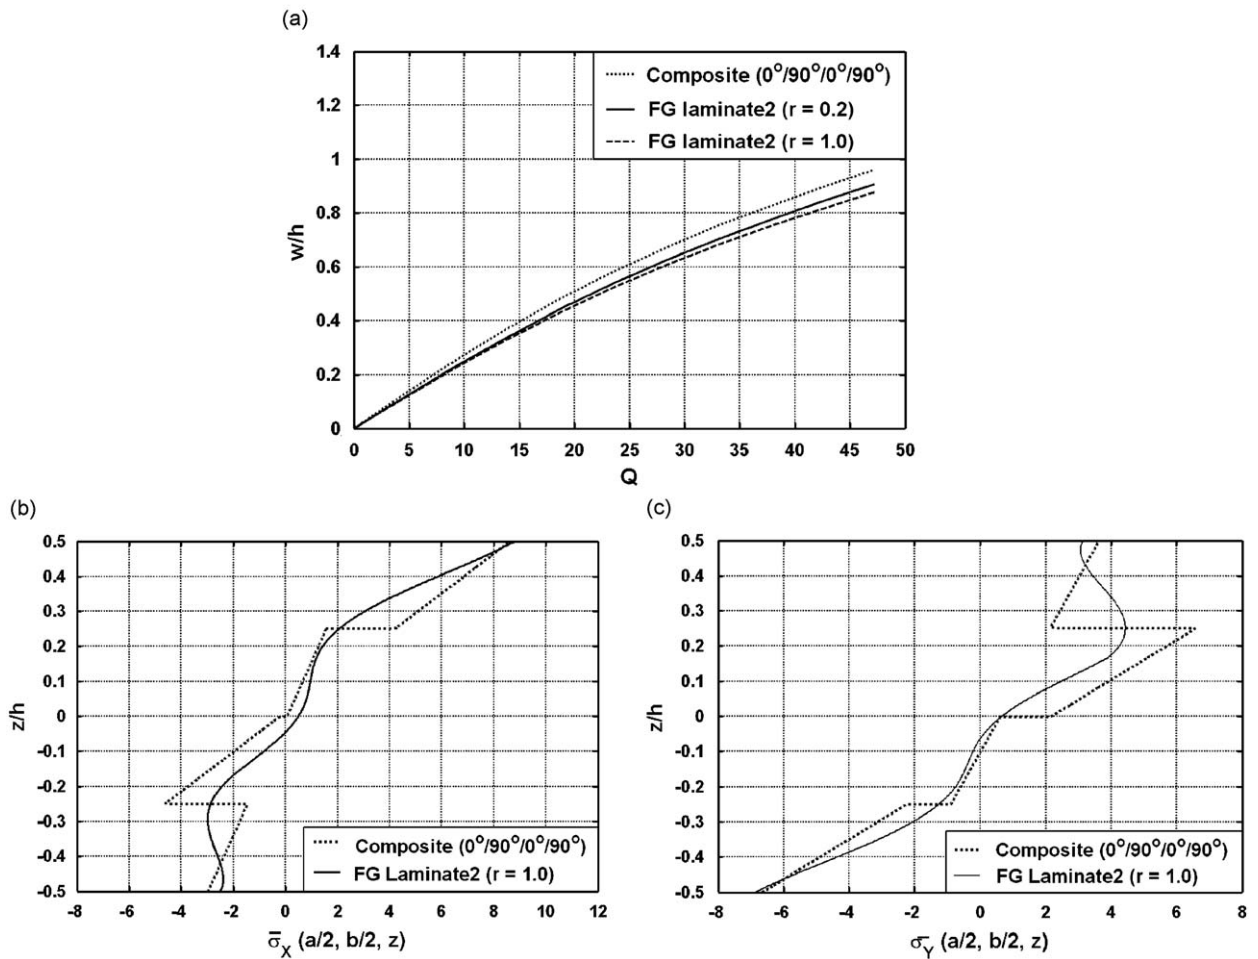 (a)
1.4
1.2
1
0.8
0.6
0.4
0.2
0
w/h
Composite (0°/90°/0°/90°)
FG laminate2 (r = 0.2)
FG laminate2 (r = 1.0)
0 5 10 15 20 25 30 35 40 45 50
Q
(b)
0.5
0.4
0.3
0.2
0.1
0
-0.1
-0.2
-0.3
-0.4
-0.5
z/h
Composite (0°/90°/0°/90°)
FG Laminate2 (r = 1.0)
-8 -6 -4 -2 0 2 4 6 8 10 12
σ̅X (a/2, b/2, z)
(c)
0.5
0.4
0.3
0.2
0.1
0
-0.1
-0.2
-0.3
-0.4
-0.5
z/h
Composite (0°/90°/0°/90°)
FG Laminate2 (r = 1.0)
-8 -6 -4 -2 0 2 4 6 8
σ̅Y (a/2, b/2, z)